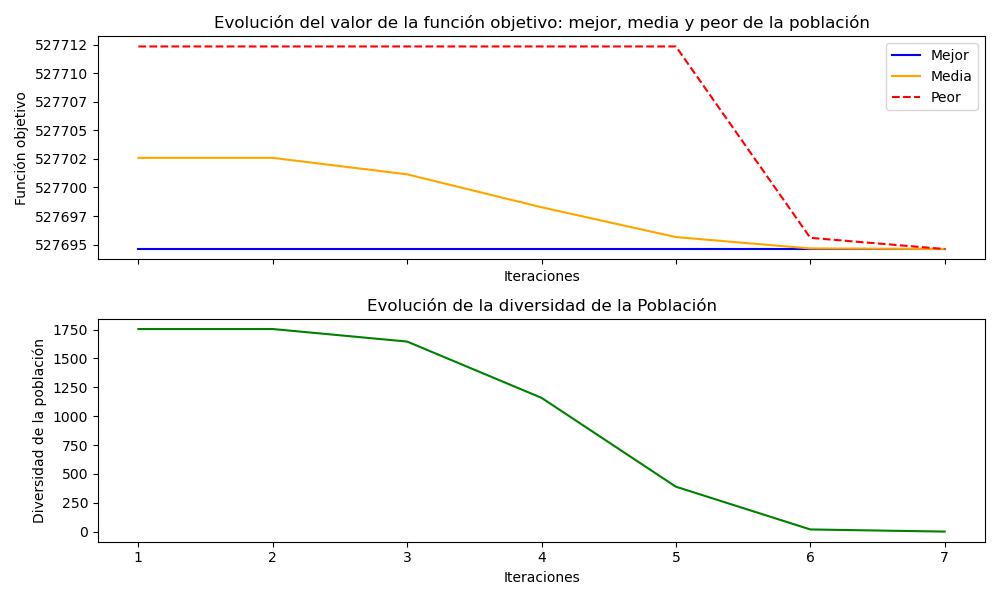 Evolución del valor de la función objetivo: mejor, media y peor de la población
Función objetivo
527712
527710
527707
527705
527702
527700
527697
527695
Mejor
Media
Peor
Iteraciones
Evolución de la diversidad de la Población
Diversidad de la población
1750
1500
1250
1000
750
500
250
0
1 2 3 4 5 6 7
Iteraciones